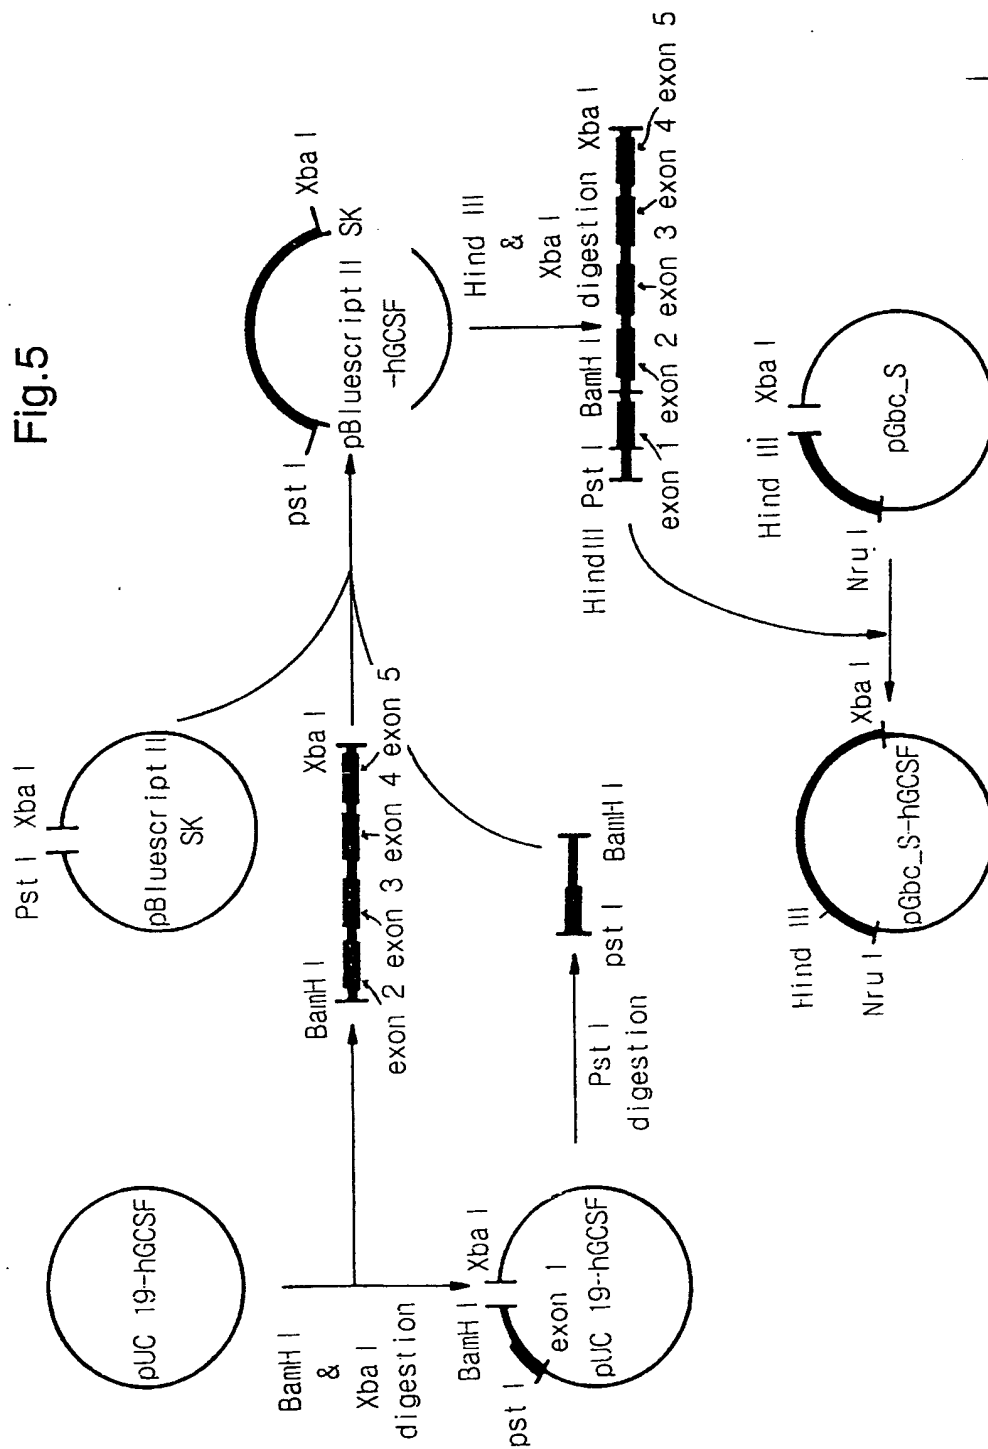 Fig.5
pUC 19-hGCSF
BamH I
&
Xba I
digestion
BamH I
Xba I
pst I
exon 1
pUC 19-hGCSF
Pst I
digestion
pst I
BamH I
BamH I
Xba I
exon 2 exon 3 exon 4 exon 5
Pst I
Xba I
pBluescript II
SK
pst I
Xba I
pBluescript II SK
-hGCSF
Hind III
&
Xba I
digestion
Hind III Pst I BamH I Xba I
exon 1 exon 2 exon 3 exon 4 exon 5
Hind III
Xba I
Nru I
pGbc_S
Hind III
Xba I
Nru I
pGbc_S-hGCSF